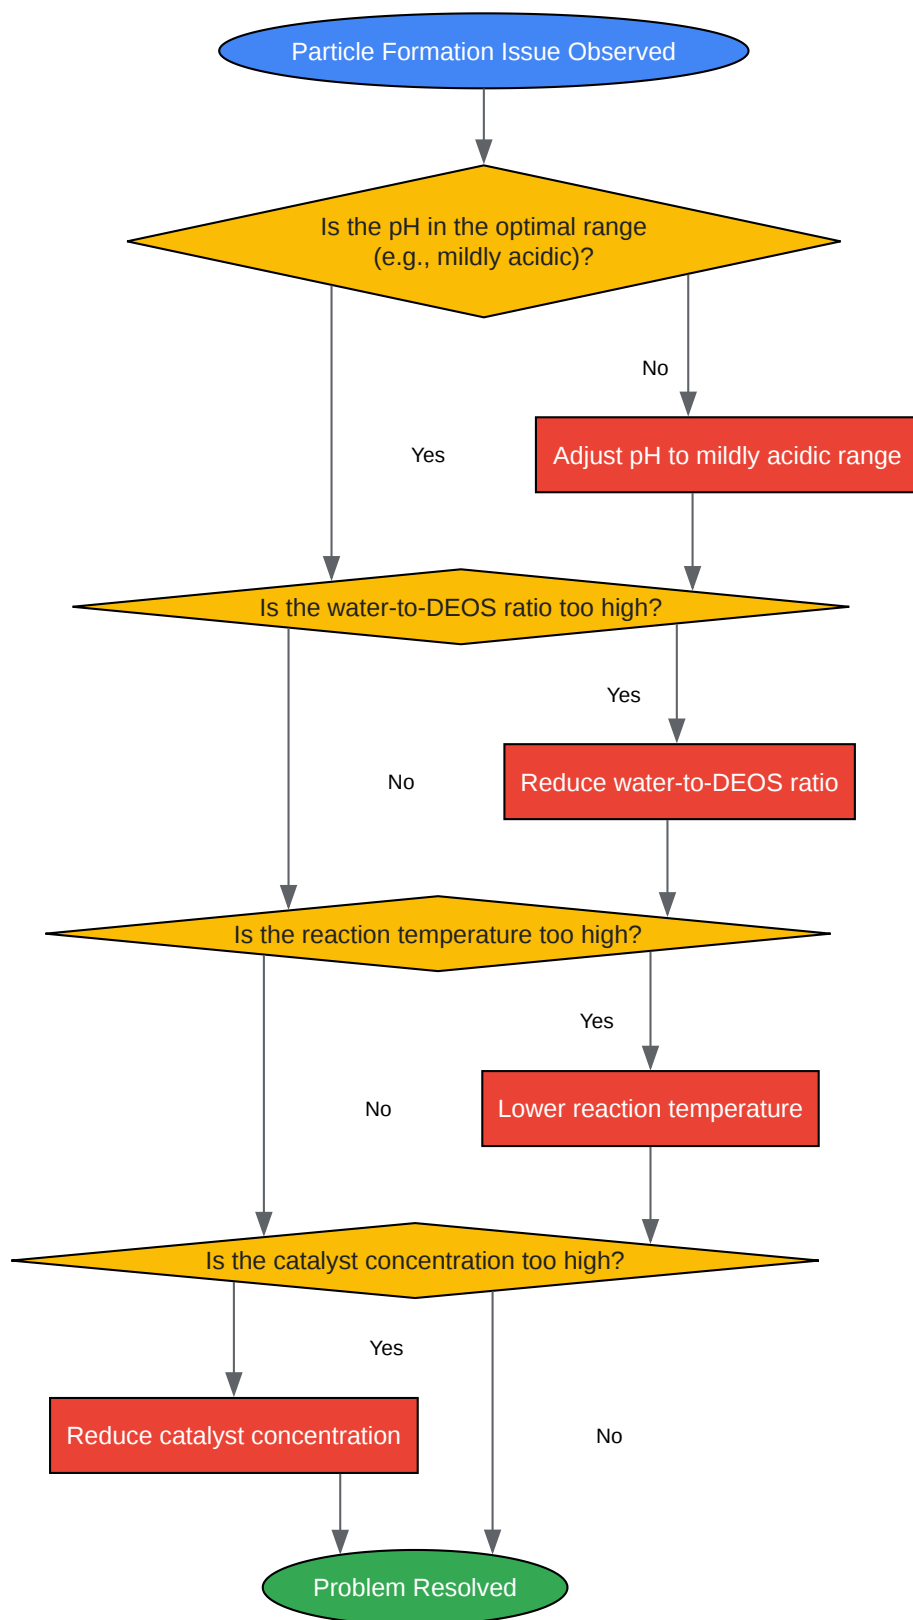 Particle Formation Issue Observed
Is the pH in the optimal range
(e.g., mildly acidic)?
No
Yes
Adjust pH to mildly acidic range
Is the water-to-DEOS ratio too high?
Yes
No
Reduce water-to-DEOS ratio
Is the reaction temperature too high?
Yes
No
Lower reaction temperature
Is the catalyst concentration too high?
Yes
Reduce catalyst concentration
No
Problem Resolved